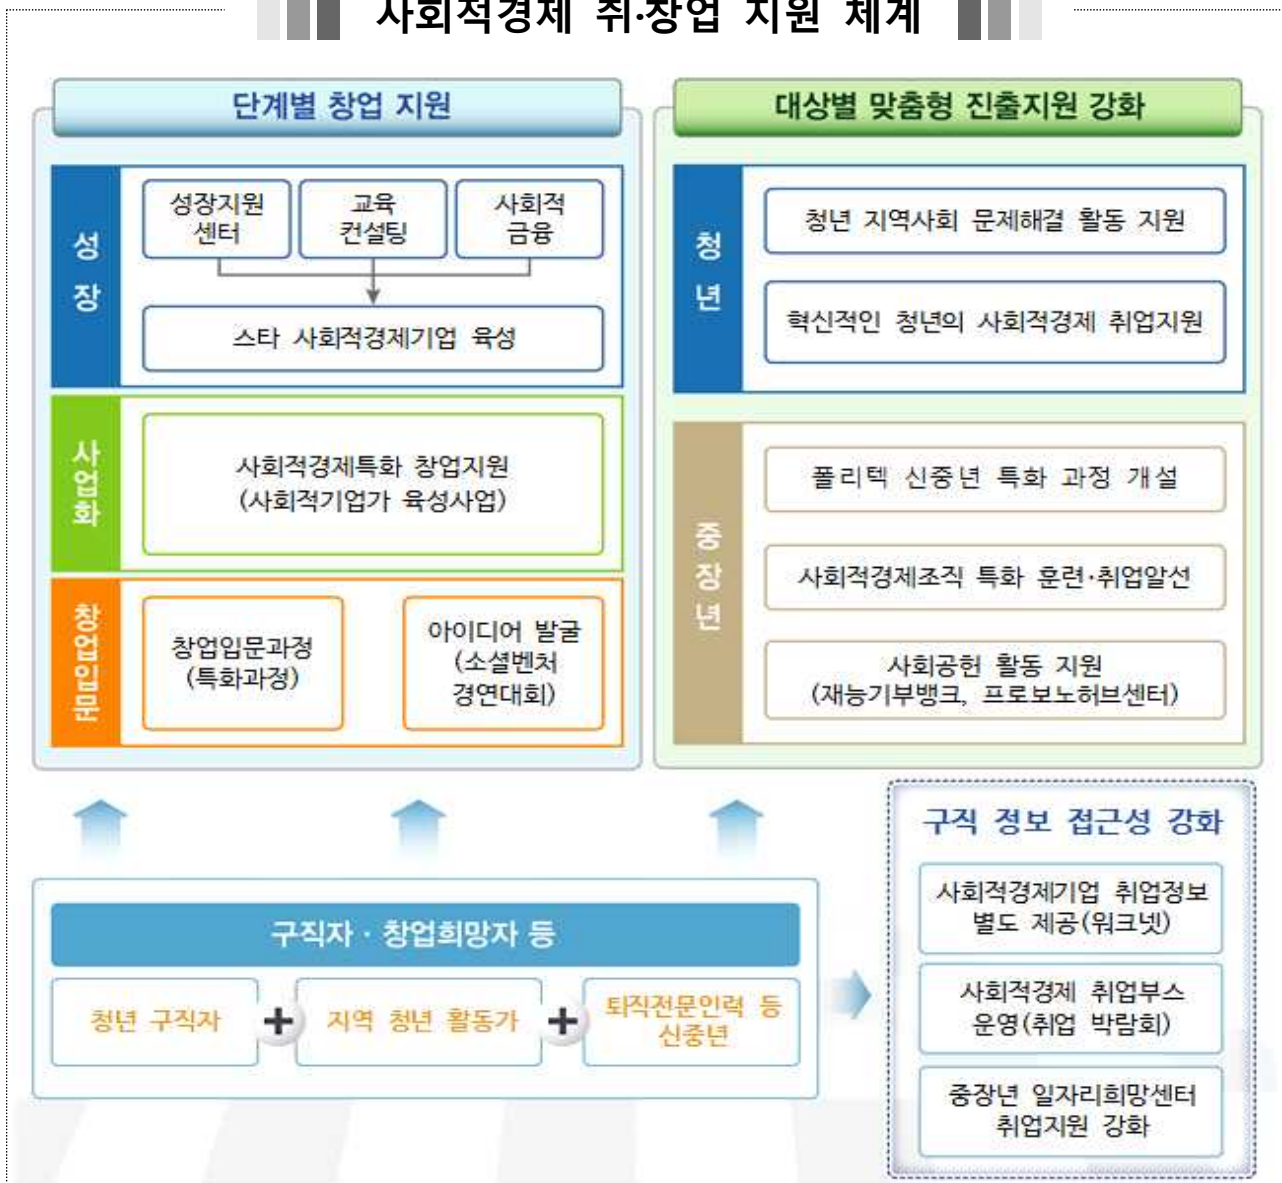 사회적경제 취·창업 지원 체계
단계별 창업 지원
성장
성장지원
센터
교육
컨설팅
사회적
금융
스타 사회적경제기업 육성
사업화
사회적경제특화 창업지원
(사회적기업가 육성사업)
창업입문
창업입문과정
(특화과정)
아이디어 발굴
(소셜벤처
경연대회)
대상별 맞춤형 진출지원 강화
청년
청년 지역사회 문제해결 활동 지원
혁신적인 청년의 사회적경제 취업지원
중장년
폴리텍 신중년 특화 과정 개설
사회적경제조직 특화 훈련·취업알선
사회공헌 활동 지원
(재능기부뱅크, 프로보노허브센터)
구직자 · 창업희망자 등
청년 구직자
+
지역 청년 활동가
+
퇴직전문인력 등
신중년
구직 정보 접근성 강화
사회적경제기업 취업정보
별도 제공(워크넷)
사회적경제 취업부스
운영(취업 박람회)
중장년 일자리희망센터
취업지원 강화